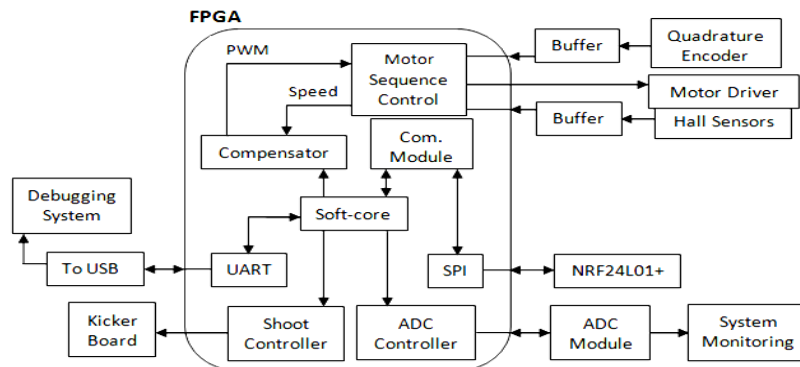 FPGA
PWM
Motor
Sequence
Control
Buffer
Quadrature
Encoder
Speed
Motor Driver
Buffer
Hall Sensors
Compensator
Com.
Module
Debugging
System
Soft-core
To USB
UART
SPI
NRF24L01+
Kicker
Board
Shoot
Controller
ADC
Controller
ADC
Module
System
Monitoring